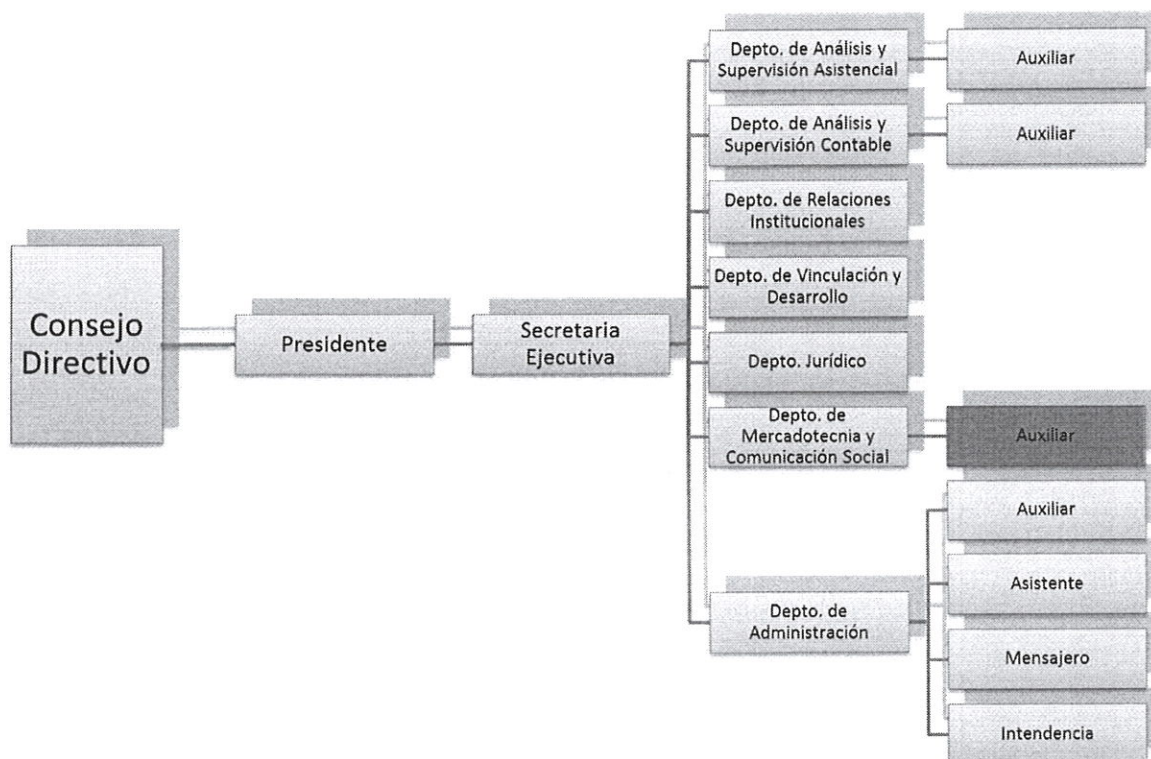 Consejo
Directivo
Presidente
Secretaria
Ejecutiva
Depto. de Análisis y
Supervisión Asistencial
Auxiliar
Depto. de Análisis y
Supervisión Contable
Auxiliar
Depto. de Relaciones
Institucionales
Depto. de Vinculación y
Desarrollo
Depto. Jurídico
Depto. de
Mercadotecnia y
Comunicación Social
Auxiliar
Depto. de
Administración
Auxiliar
Asistente
Mensajero
Intendencia